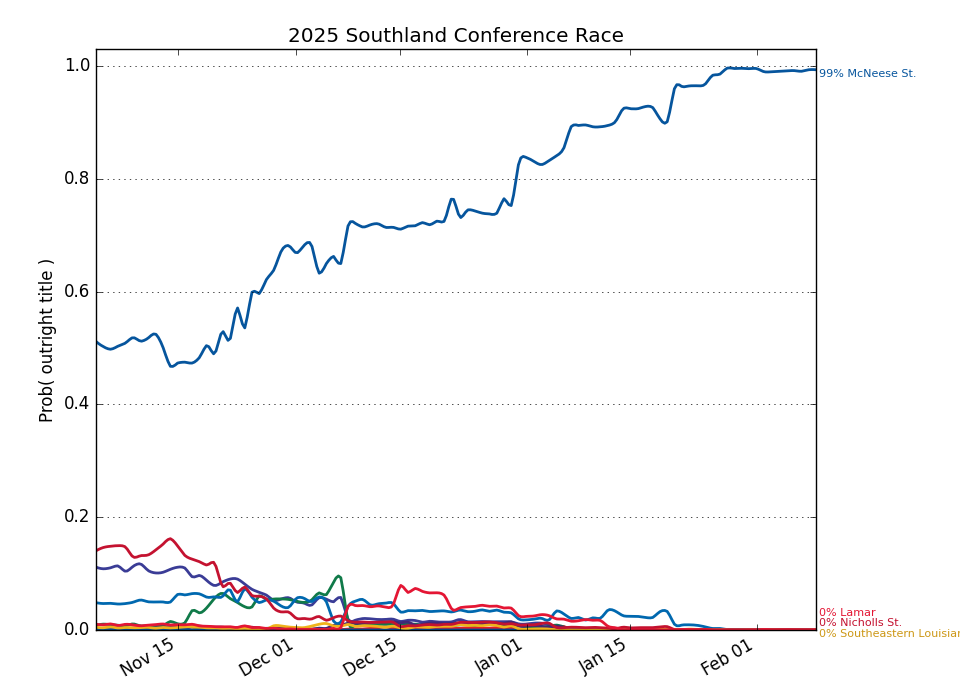 2025 Southland Conference Race
Prob( outright title )
1.0
0.8
0.6
0.4
0.2
0.0
Nov 15
Dec 01
Dec 15
Jan 01
Jan 15
Feb 01
99% McNeese St.
0% Lamar
0% Nicholls St.
0% Southeastern Louisian